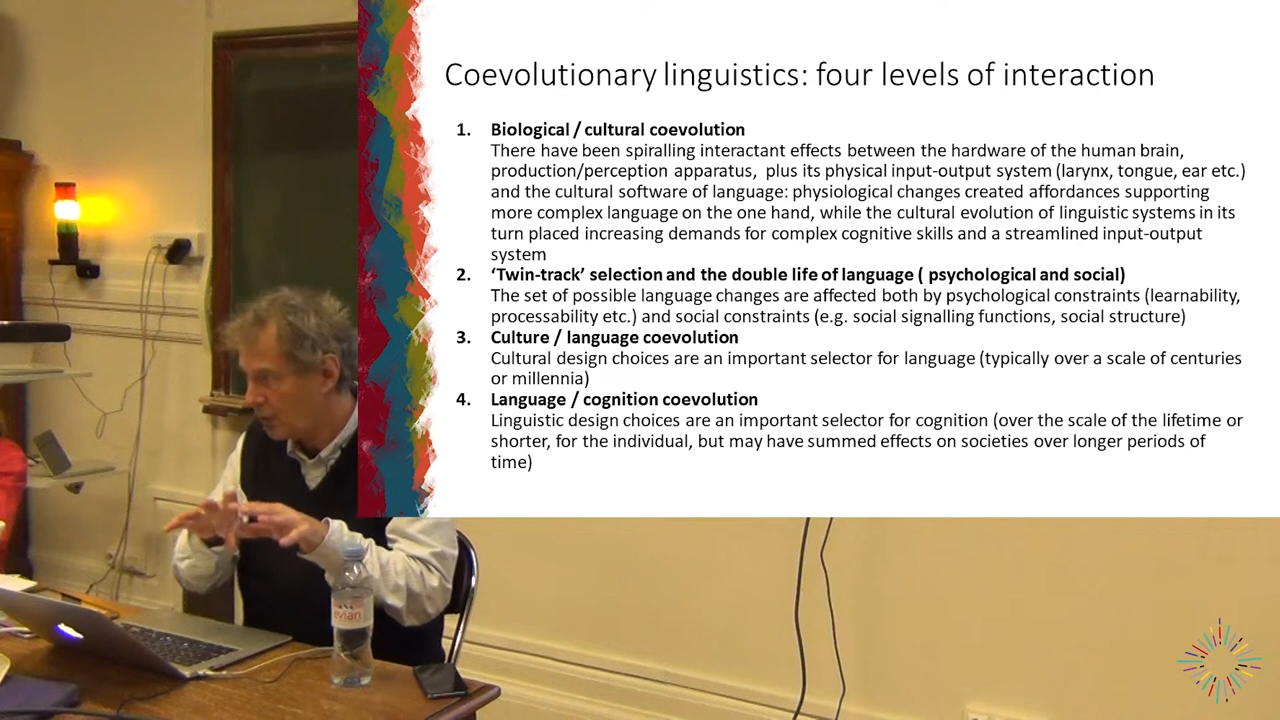 Coevolutionary linguistics: four levels of interaction
1. Biological / cultural coevolution
There have been spiralling interactant effects between the hardware of the human brain,
production/perception apparatus, plus its physical input-output system (larynx, tongue, ear etc.)
and the cultural software of language: physiological changes created affordances supporting
more complex language on the one hand, while the cultural evolution of linguistic systems in its
turn placed increasing demands for complex cognitive skills and a streamlined input-output
system
2. ‘Twin-track’ selection and the double life of language ( psychological and social)
The set of possible language changes are affected both by psychological constraints (learnability,
processability etc.) and social constraints (e.g. social signalling functions, social structure)
3. Culture / language coevolution
Cultural design choices are an important selector for language (typically over a scale of centuries
or millennia)
4. Language / cognition coevolution
Linguistic design choices are an important selector for cognition (over the scale of the lifetime or
shorter, for the individual, but may have summed effects on societies over longer periods of
time)
evian